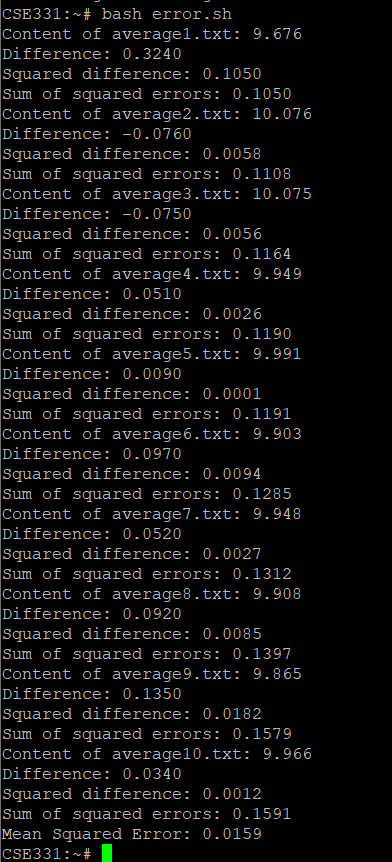 CSE331:~# bash error.sh
Content of average1.txt: 9.676
Difference: 0.3240
Squared difference: 0.1050
Sum of squared errors: 0.1050
Content of average2.txt: 10.076
Difference: -0.0760
Squared difference: 0.0058
Sum of squared errors: 0.1108
Content of average3.txt: 10.075
Difference: -0.0750
Squared difference: 0.0056
Sum of squared errors: 0.1164
Content of average4.txt: 9.949
Difference: 0.0510
Squared difference: 0.0026
Sum of squared errors: 0.1190
Content of average5.txt: 9.991
Difference: 0.0090
Squared difference: 0.0001
Sum of squared errors: 0.1191
Content of average6.txt: 9.903
Difference: 0.0970
Squared difference: 0.0094
Sum of squared errors: 0.1285
Content of average7.txt: 9.948
Difference: 0.0520
Squared difference: 0.0027
Sum of squared errors: 0.1312
Content of average8.txt: 9.908
Difference: 0.0920
Squared difference: 0.0085
Sum of squared errors: 0.1397
Content of average9.txt: 9.865
Difference: 0.1350
Squared difference: 0.0182
Sum of squared errors: 0.1579
Content of average10.txt: 9.966
Difference: 0.0340
Squared difference: 0.0012
Sum of squared errors: 0.1591
Mean Squared Error: 0.0159
CSE331:~#